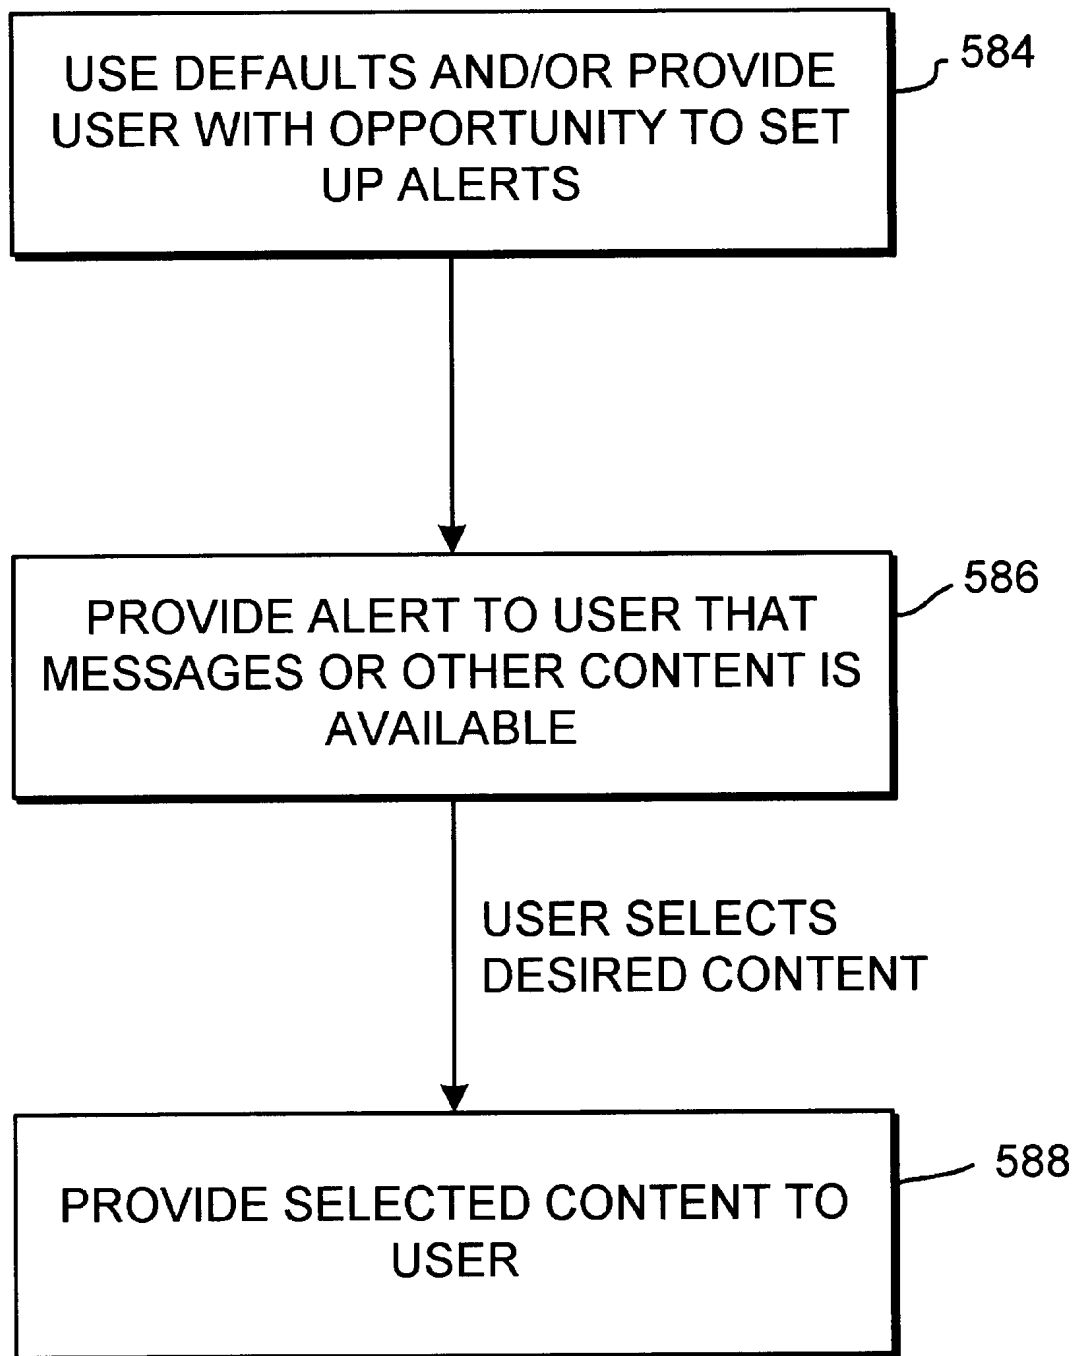 USE DEFAULTS AND/OR PROVIDE
USER WITH OPPORTUNITY TO SET
UP ALERTS
584
PROVIDE ALERT TO USER THAT
MESSAGES OR OTHER CONTENT IS
AVAILABLE
586
USER SELECTS
DESIRED CONTENT
PROVIDE SELECTED CONTENT TO
USER
588